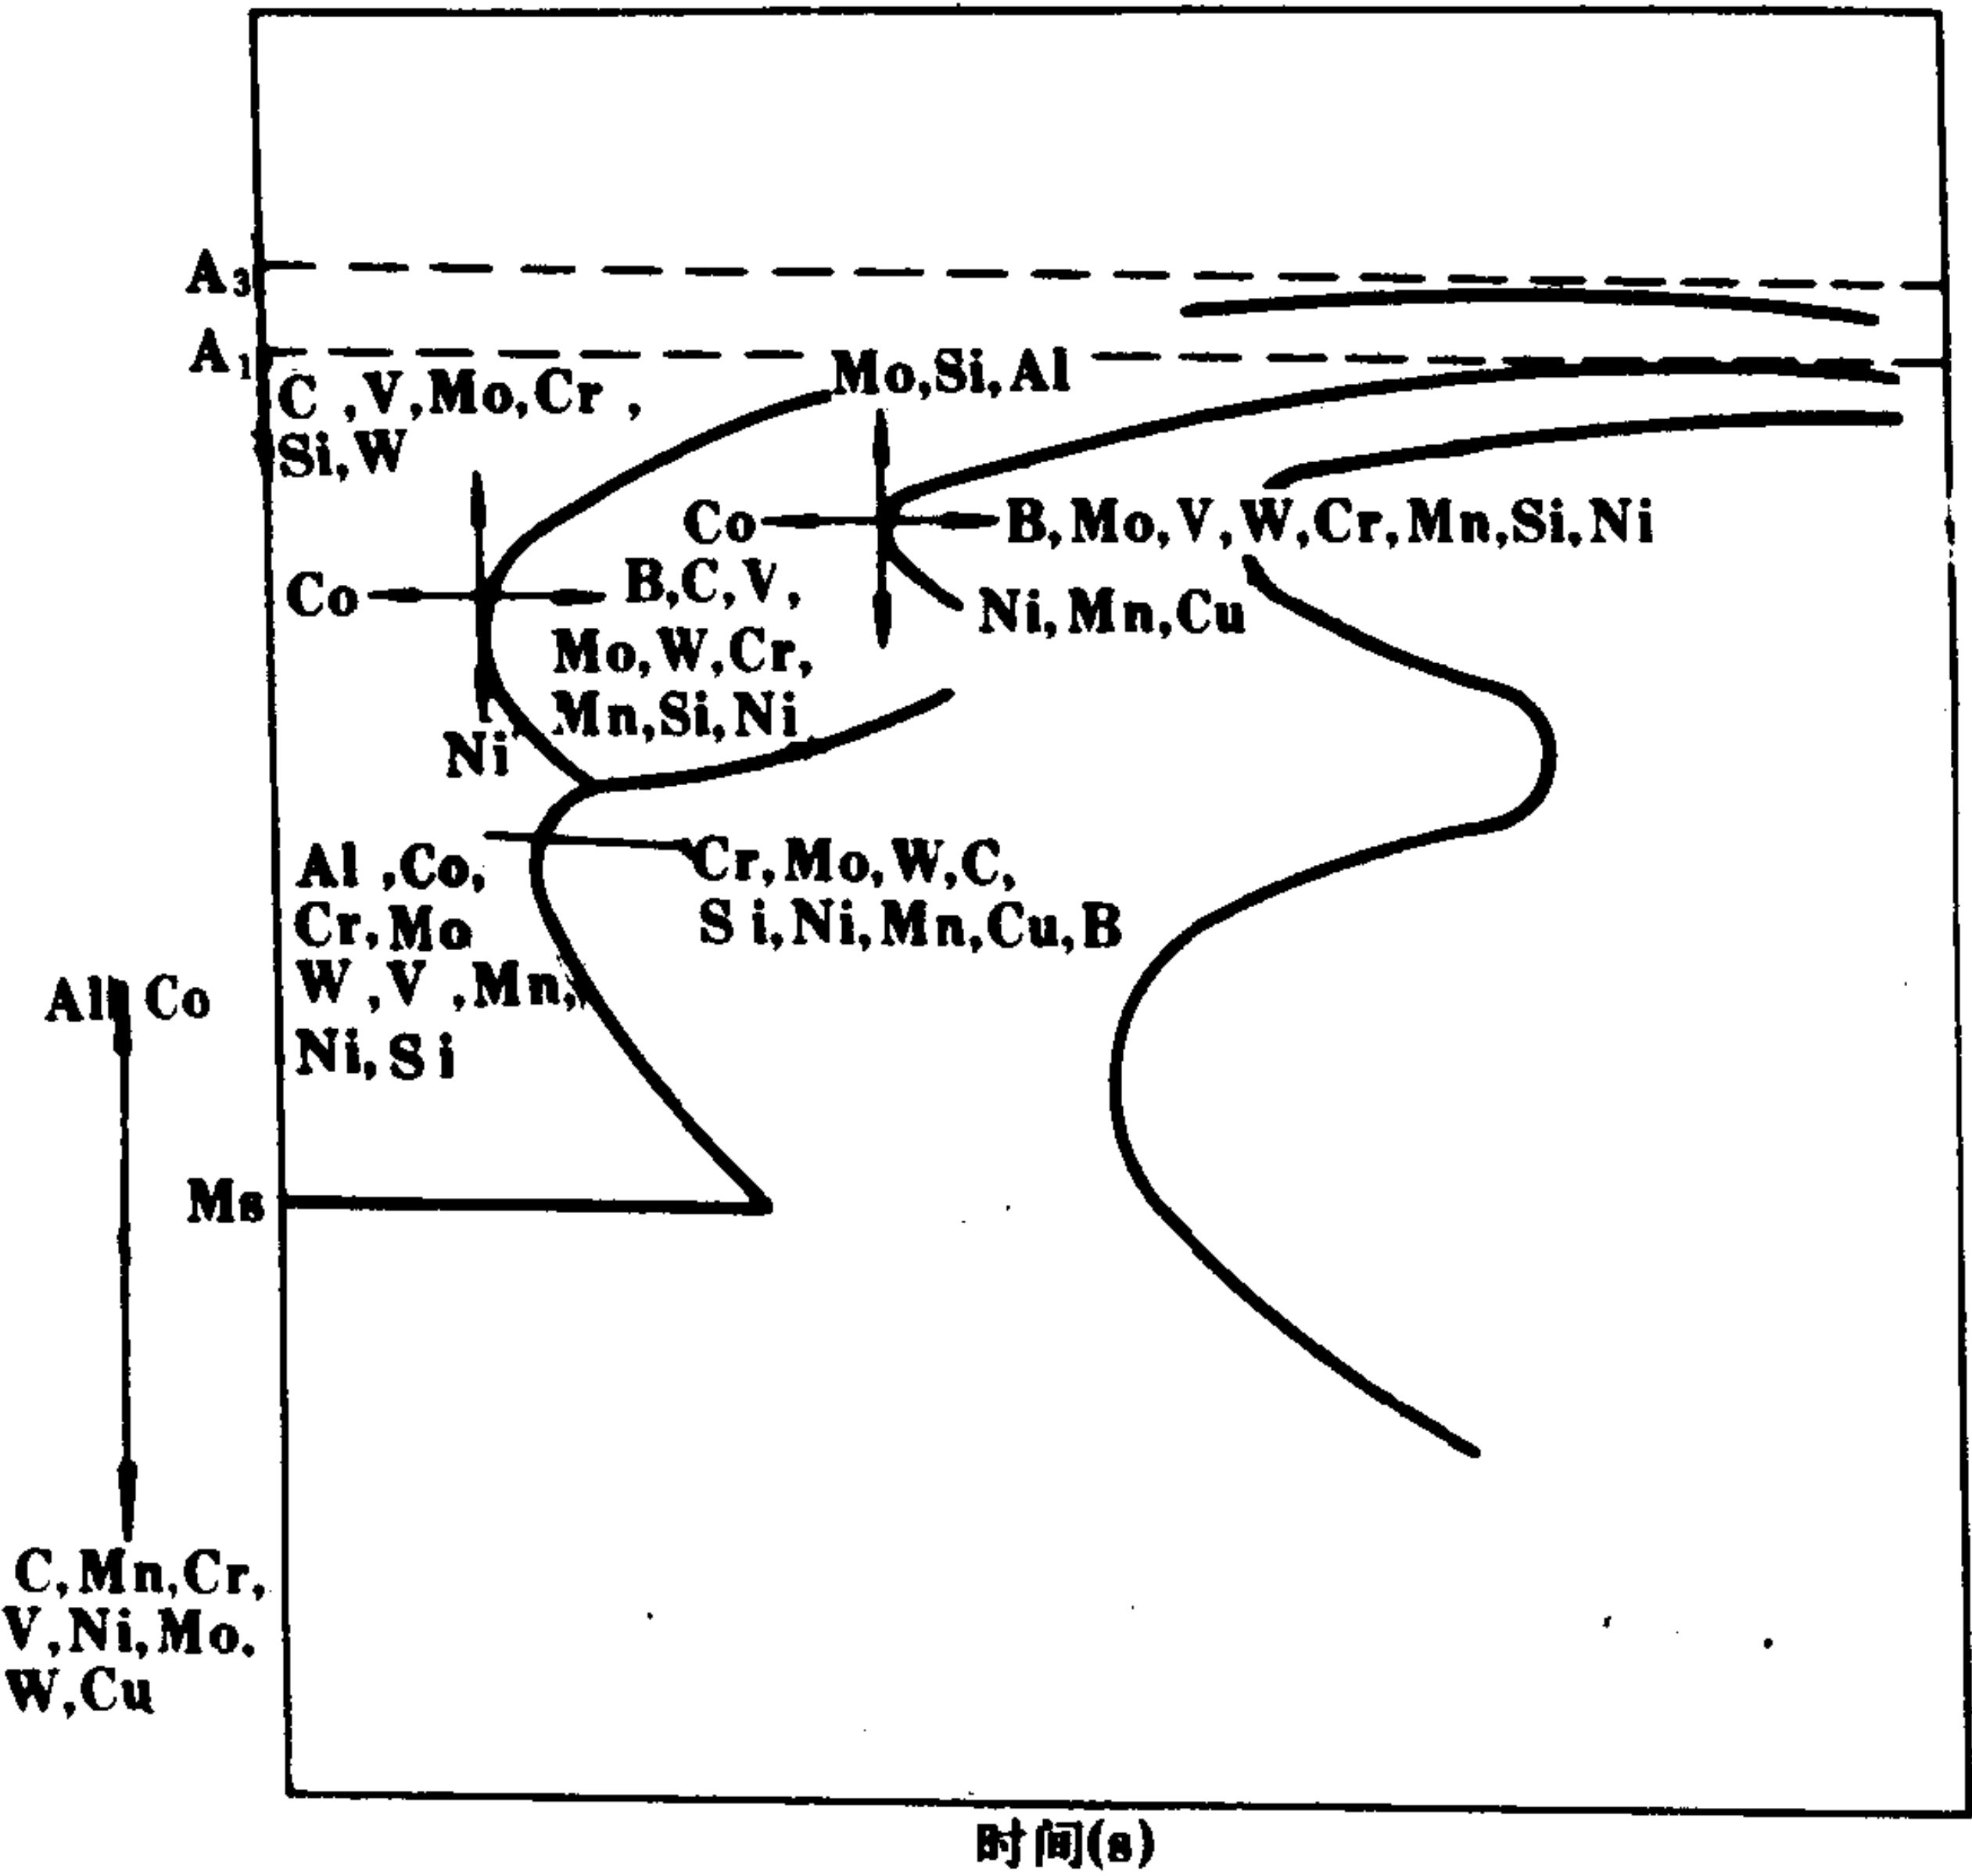 A3
A1
C ,V,Mo,Cr ,
Si,W
Mo,Si,Al
Co
B,Mo,V,W,Cr,Mn,Si,Ni
Co
B,C,V,
Mo,W,Cr,
Mn,Si,Ni
Ni,Mn,Cu
Ni
Al ,Co,
Cr,Mo
W ,V ,Mn,
Ni,Si
Cr,Mo,W,C,
Si,Ni,Mn,Cu,B
Al Co
Ms
C,Mn,Cr,
V,Ni,Mo.
W,Cu
时间(s)